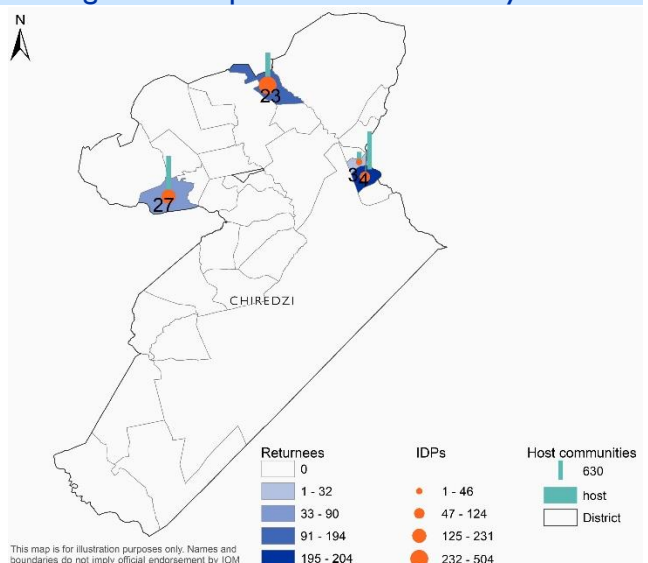 N
23
3
4
27
CHIREDZI
Returnees
0
1 - 32
33 - 90
91 - 194
195 - 204
IDPs
1 - 46
47 - 124
125 - 231
232 - 504
Host communities
630
host
District
This map is for illustration purposes only. Names and
boundaries do not imply official endorsement by IOM